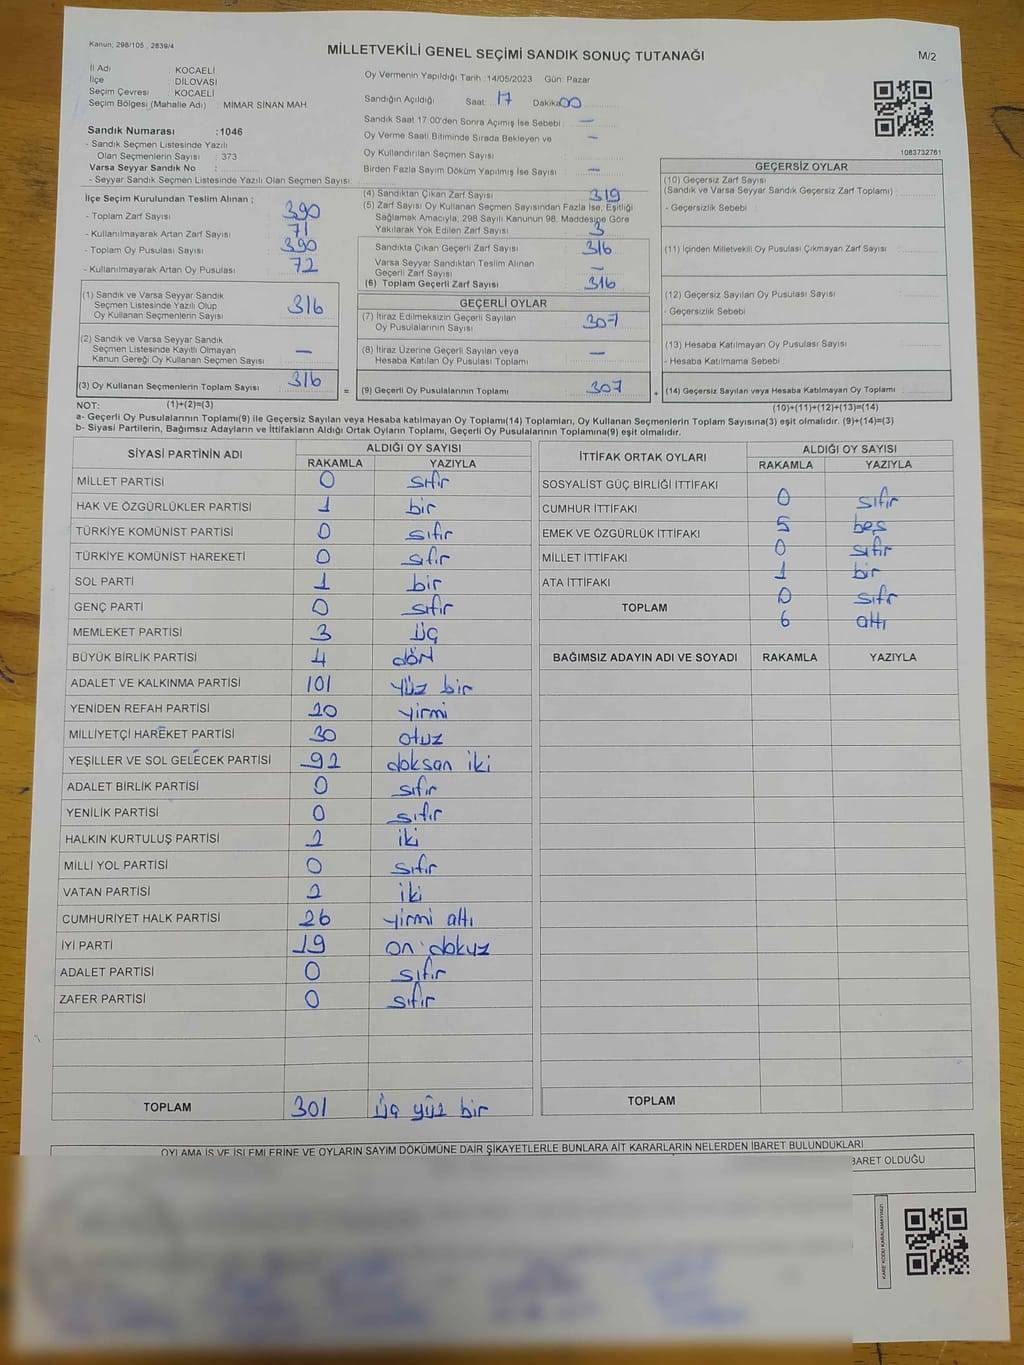 Kanun; 298/105 , 2839/4
MİLLETVEKİLİ GENEL SEÇİMİ SANDIK SONUÇ TUTANAĞI
M/2
İl Adı : KOCAELİ
İlçe : DİLOVASI
Seçim Çevresi : KOCAELİ
Seçim Bölgesi (Mahalle Adı) : MİMAR SİNAN MAH.
Sandık Numarası :1046
- Sandık Seçmen Listesinde Yazılı
Olan Seçmenlerin Sayısı : 373
Varsa Seyyar Sandık No :
- Seyyar Sandık Seçmen Listesinde Yazılı Olan Seçmen Sayısı:
Oy Vermenin Yapıldığı Tarih :14/05/2023 Gün: Pazar
Sandığın Açıldığı Saat: 17 Dakika 00
Sandık Saat 17:00'den Sonra Açımış İse Sebebi : —
Oy Verme Saati Bitiminde Sırada Bekleyen ve —
Oy Kullandırılan Seçmen Sayısı :
Birden Fazla Sayım Döküm Yapılmış İse Sayısı : —
1083732761
İlçe Seçim Kurulundan Teslim Alınan ;
- Toplam Zarf Sayısı : 390
- Kullanılmayarak Artan Zarf Sayısı : 71
- Toplam Oy Pusulası Sayısı : 390
- Kullanılmayarak Artan Oy Pusulası : 72
(1) Sandık ve Varsa Seyyar Sandık
Seçmen Listesinde Yazılı Olup
Oy Kullanan Seçmenlerin Sayısı : 316
(2) Sandık ve Varsa Seyyar Sandık
Seçmen Listesinde Kayıtlı Olmayan
Kanun Gereği Oy Kullanan Seçmen Sayısı : —
(3) Oy Kullanan Seçmenlerin Toplam Sayısı : 316
(4) Sandıktan Çıkan Zarf Sayısı : 319
(5) Zarf Sayısı Oy Kullanan Seçmen Sayısından Fazla İse, Eşitliği
Sağlamak Amacıyla, 298 Sayılı Kanunun 98. Maddesine Göre
Yakılarak Yok Edilen Zarf Sayısı : 3
Sandıkta Çıkan Geçerli Zarf Sayısı : 316
Varsa Seyyar Sandıktan Teslim Alınan
Geçerli Zarf Sayısı : —
(6) Toplam Geçerli Zarf Sayısı : 316
GEÇERLİ OYLAR
(7) İtiraz Edilmeksizin Geçerli Sayılan
Oy Pusulalarının Sayısı : 307
(8) İtiraz Üzerine Geçerli Sayılan veya
Hesaba Katılan Oy Pusulası Toplamı : —
= (9) Geçerli Oy Pusulalarının Toplamı : 307 +
GEÇERSİZ OYLAR
(10) Geçersiz Zarf Sayısı
(Sandık ve Varsa Seyyar Sandık Geçersiz Zarf Toplamı) :
- Geçersizlik Sebebi :
(11) İçinden Milletvekili Oy Pusulası Çıkmayan Zarf Sayısı :
(12) Geçersiz Sayılan Oy Pusulası Sayısı :
- Geçersizlik Sebebi
(13) Hesaba Katılmayan Oy Pusulası Sayısı :
- Hesaba Katılmama Sebebi
(14) Geçersiz Sayılan veya Hesaba Katılmayan Oy Toplamı :
NOT: (1)+(2)=(3)
(10)+(11)+(12)+(13)=(14)
a- Geçerli Oy Pusulalarının Toplamı(9) ile Geçersiz Sayılan veya Hesaba katılmayan Oy Toplamı(14) Toplamları, Oy Kullanan Seçmenlerin Toplam Sayısına(3) eşit olmalıdır. (9)+(14)=(3)
b- Siyasi Partilerin, Bağımsız Adayların ve İttifakların Aldığı Ortak Oyların Toplamı, Geçerli Oy Pusulalarının Toplamına(9) eşit olmalıdır.
SİYASİ PARTİNİN ADI ALDIĞI OY SAYISI
RAKAMLA YAZIYLA
MİLLET PARTİSİ 0 sıfır
HAK VE ÖZGÜRLÜKLER PARTİSİ 1 bir
TÜRKİYE KOMÜNİST PARTİSİ 0 sıfır
TÜRKİYE KOMÜNİST HAREKETİ 0 sıfır
SOL PARTİ 1 bir
GENÇ PARTİ 0 sıfır
MEMLEKET PARTİSİ 3 üç
BÜYÜK BİRLİK PARTİSİ 4 dört
ADALET VE KALKINMA PARTİSİ 101 yüz bir
YENİDEN REFAH PARTİSİ 20 yirmi
MİLLİYETÇİ HAREKET PARTİSİ 30 otuz
YEŞİLLER VE SOL GELECEK PARTİSİ 92 doksan iki
ADALET BİRLİK PARTİSİ 0 sıfır
YENİLİK PARTİSİ 0 sıfır
HALKIN KURTULUŞ PARTİSİ 2 iki
MİLLİ YOL PARTİSİ 0 sıfır
VATAN PARTİSİ 2 iki
CUMHURİYET HALK PARTİSİ 26 yirmi altı
İYİ PARTİ 19 on dokuz
ADALET PARTİSİ 0 sıfır
ZAFER PARTİSİ 0 sıfır
TOPLAM 301 üç yüz bir
İTTİFAK ORTAK OYLARI ALDIĞI OY SAYISI
RAKAMLA YAZIYLA
SOSYALİST GÜÇ BİRLİĞİ İTTİFAKI 0 sıfır
CUMHUR İTTİFAKI 5 beş
EMEK VE ÖZGÜRLÜK İTTİFAKI 0 sıfır
MİLLET İTTİFAKI 1 bir
ATA İTTİFAKI 0 sıfır
TOPLAM 6 altı
BAĞIMSIZ ADAYIN ADI VE SOYADI RAKAMLA YAZIYLA
TOPLAM
OYLAMA İŞ VE İŞLEMLERİNE VE OYLARIN SAYIM DÖKÜMÜNE DAİR ŞİKAYETLERLE BUNLARA AİT KARARLARIN NELERDEN İBARET BULUNDUKLARI
BARET OLDUĞU
KARE KODU KARALAMAYINIZ!